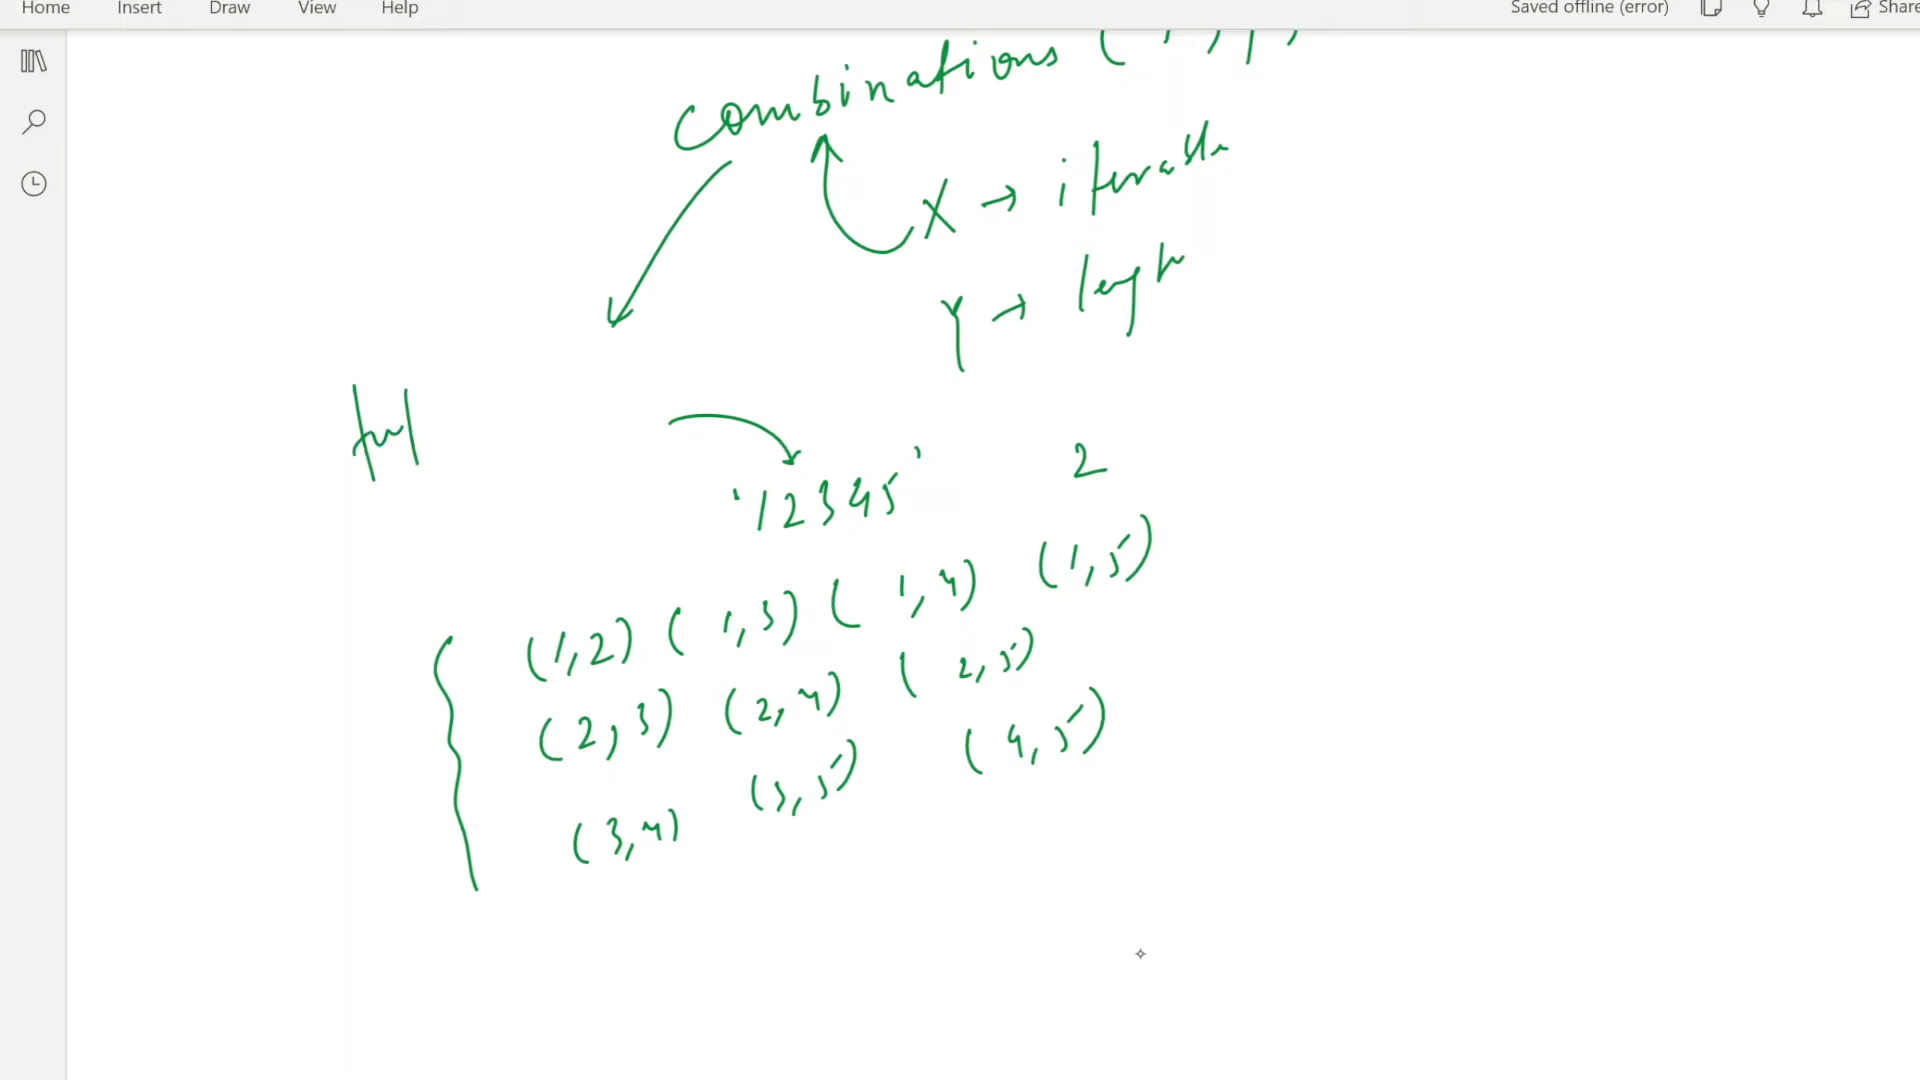 Home Insert Draw View Help Saved offline (error) Share
combinations (
X → iterable
Y → length
'12345' 2
(1,2) (1,3) (1,4) (1,5)
(2,3) (2,4) (2,5)
(3,4) (3,5) (4,5)